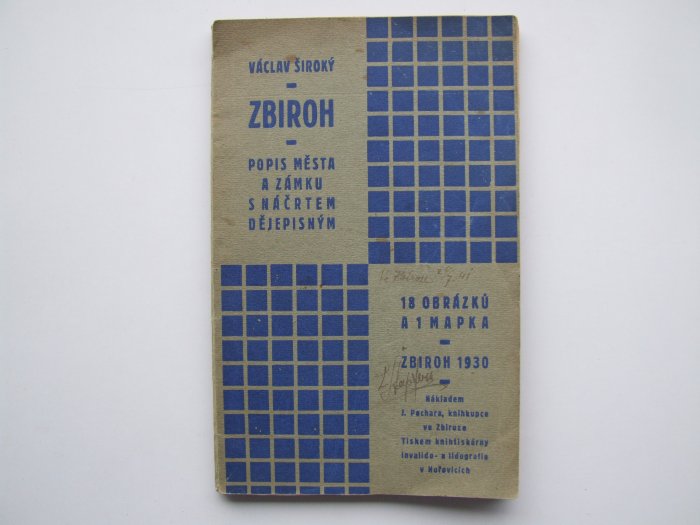 VÁCLAV ŠIROKÝ
ZBIROH
POPIS MĚSTA
A ZÁMKU
S NÁČRTEM
DĚJEPISNÝM
18 OBRÁZKŮ
A 1 MAPKA
ZBIROH 1930
Nákladem
J. Pochara, knihkupce
ve Zbiroze
Tiskem knihtiskárny
invalido- a lidografie
v Hořovicích